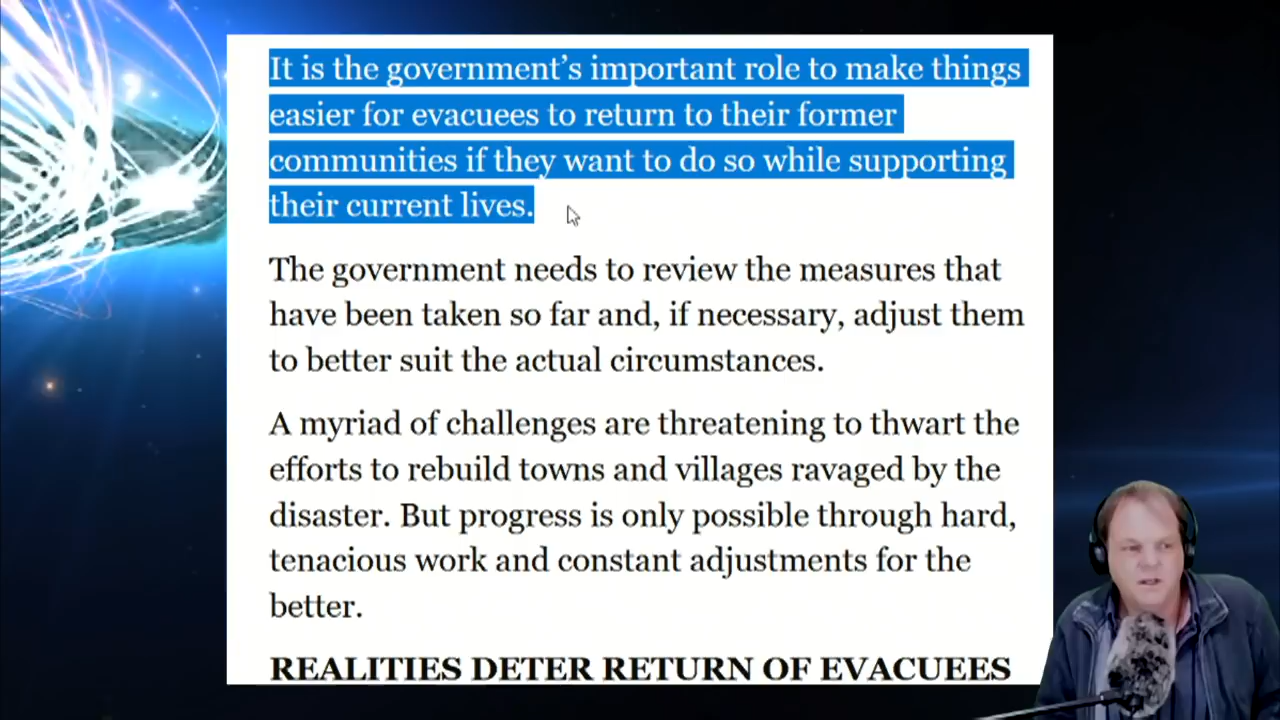 It is the government’s important role to make things
easier for evacuees to return to their former
communities if they want to do so while supporting
their current lives.
The government needs to review the measures that
have been taken so far and, if necessary, adjust them
to better suit the actual circumstances.
A myriad of challenges are threatening to thwart the
efforts to rebuild towns and villages ravaged by the
disaster. But progress is only possible through hard,
tenacious work and constant adjustments for the
better.
REALITIES DETER RETURN OF EVACUEES